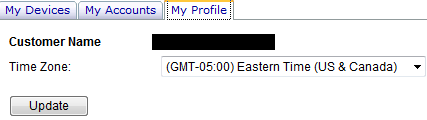 My Devices My Accounts My Profile
Customer Name
Time Zone: (GMT-05:00) Eastern Time (US & Canada)
Update